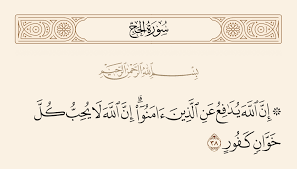 سُورَةُ الحَجِّ
بِسْمِ ٱللَّهِ ٱلرَّحْمَٰنِ ٱلرَّحِيمِ
۞ إِنَّ ٱللَّهَ يُدَٰفِعُ عَنِ ٱلَّذِينَ ءَامَنُوٓا۟ ۗ إِنَّ ٱللَّهَ لَا يُحِبُّ كُلَّ
خَوَّانٍ كَفُورٍ ٣٨